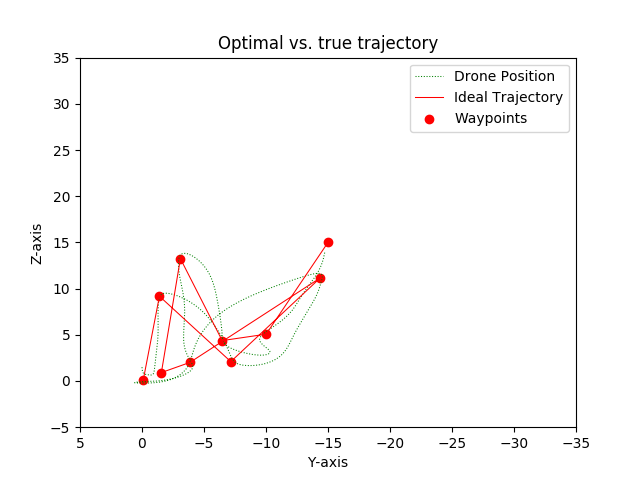 Optimal vs. true trajectory
Drone Position
Ideal Trajectory
Waypoints
Z-axis
35
30
25
20
15
10
5
0
−5
5 0 −5 −10 −15 −20 −25 −30 −35
Y-axis